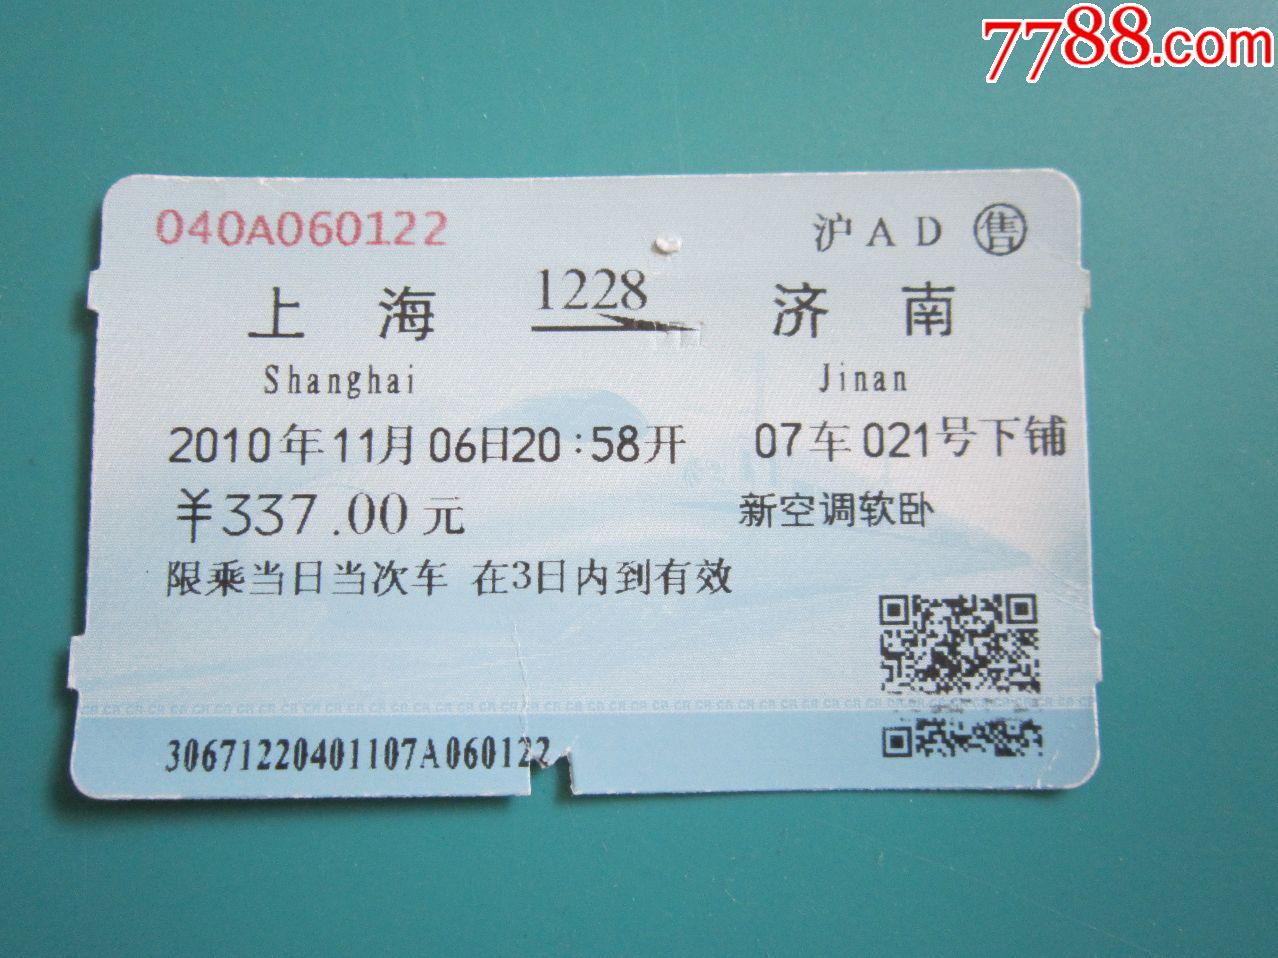 7788.com
040A060122 沪AD 售
上海 1228 济南
Shanghai Jinan
2010年11月06日20:58开 07车021号下铺
¥337.00元 新空调软卧
限乘当日当次车 在3日内到有效
30671220401107A060122